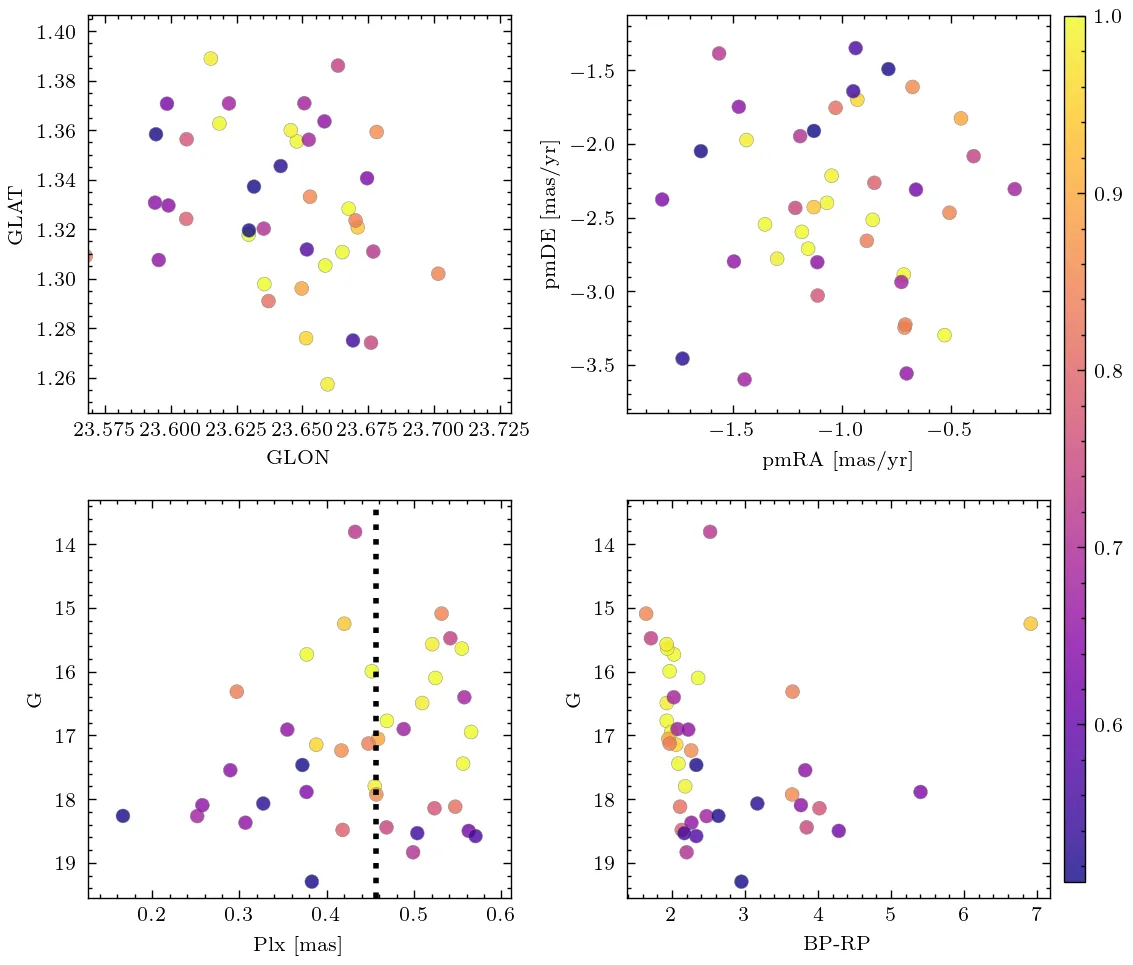 1.40
1.38
1.36
1.34
1.32
1.30
1.28
1.26
GLAT
23.575 23.600 23.625 23.650 23.675 23.700 23.725
GLON
−1.5
−2.0
−2.5
−3.0
−3.5
pmDE [mas/yr]
−1.5 −1.0 −0.5
pmRA [mas/yr]
1.0
0.9
0.8
0.7
0.6
14
15
16
17
18
19
G
0.2 0.3 0.4 0.5 0.6
Plx [mas]
14
15
16
17
18
19
G
2 3 4 5 6 7
BP-RP